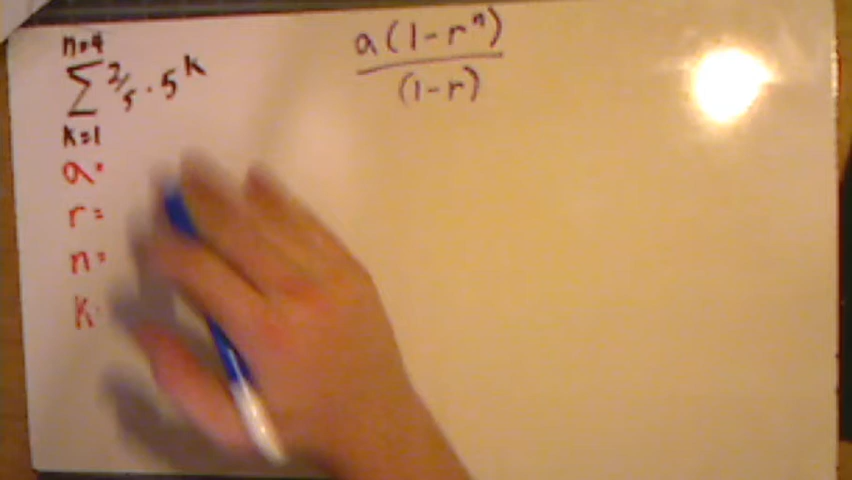 n=4
∑ 2/5 · 5^k
k=1
a=
r=
n=
k
a(1-r^n)
(1-r)